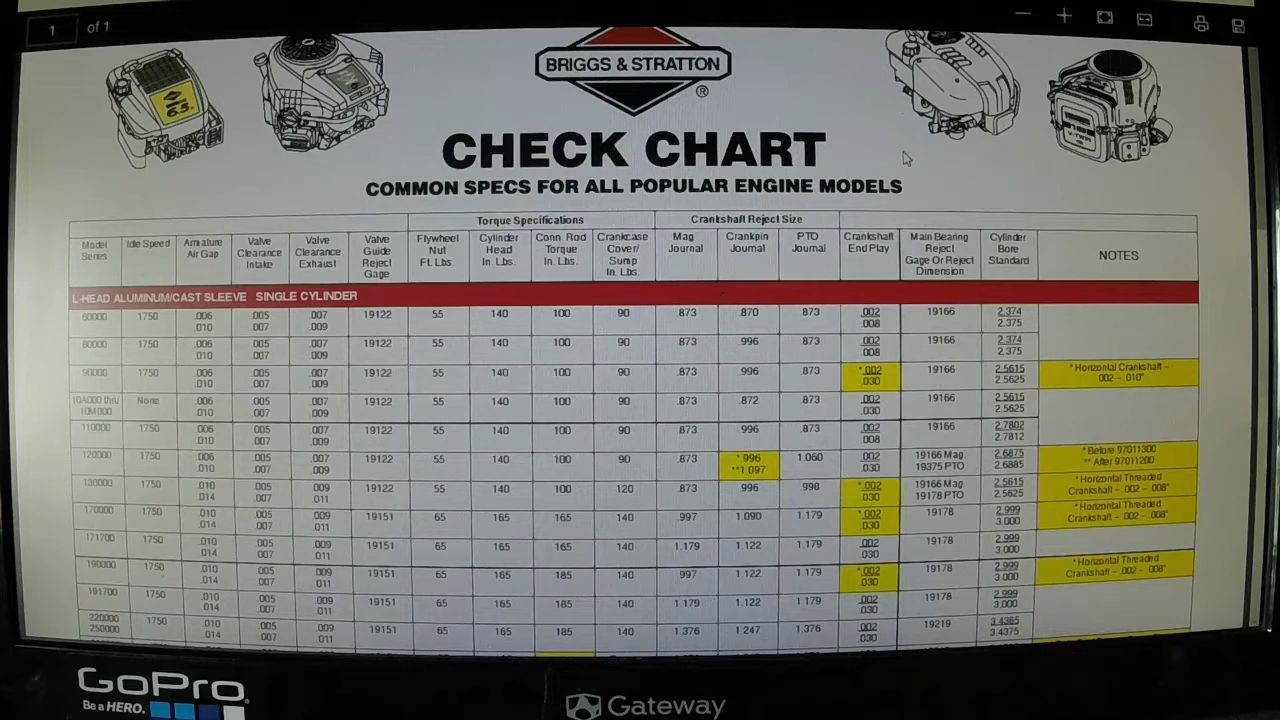 1 of 1
BRIGGS & STRATTON
®
6.5
CHECK CHART
COMMON SPECS FOR ALL POPULAR ENGINE MODELS
Torque Specifications Crankshaft Reject Size
Model Series Idle Speed Armature Air Gap Valve Clearance Intake Valve Clearance Exhaust Valve Guide Reject Gage Flywheel Nut Ft. Lbs. Cylinder Head In. Lbs. Conn. Rod Torque In. Lbs. Crankcase Cover/ Sump In. Lbs. Mag Journal Crankpin Journal PTO Journal Crankshaft End Play Main Bearing Reject Gage Or Reject Dimension Cylinder Bore Standard NOTES
L-HEAD ALUMINUM/CAST SLEEVE SINGLE CYLINDER
60000 1750 .006 .005 .007 19122 55 140 100 90 .873 .870 .873 .002 19166 2.374
.010 .007 .009 .008 2.375
80000 1750 .006 .005 .007 19122 55 140 100 90 .873 .996 .873 .002 19166 2.374
.010 .007 .009 .008 2.375
90000 1750 .006 .005 .007 19122 55 140 100 90 .873 .996 .873 *.002 19166 2.5615 * Horizontal Crankshaft –
.010 .007 .009 .030 2.5625 .002 – .010"
10A000 thru None .006 .005 .007 19122 55 140 100 90 .873 .872 .873 .002 19166 2.5615
10M000 .010 .007 .009 .030 2.5625
110000 1750 .006 .005 .007 19122 55 140 100 90 .873 .996 .873 .002 19166 2.7802
.010 .007 .009 .008 2.7812
120000 1750 .006 .005 .007 19122 55 140 100 90 .873 *.996 1.060 .002 19166 Mag. 2.6875 * Before 97011300
.010 .007 .009 **1.097 .030 19375 PTO 2.6885 ** After 97011200
130000 1750 .010 .005 .009 19122 55 140 100 120 .873 .996 .998 *.002 19166 Mag. 2.5615 * Horizontal Threaded
.014 .007 .011 .030 19178 PTO 2.5625 Crankshaft – .002 – .008"
170000 1750 .010 .005 .009 19151 65 165 165 140 .997 1.090 1.179 *.002 19178 2.999 * Horizontal Threaded
.014 .007 .011 .030 3.000 Crankshaft – .002 – .008"
171700 1750 .010 .005 .009 19151 65 165 165 140 1.179 1.122 1.179 .002 19178 2.999
.014 .007 .011 .030 3.000
190000 1750 .010 .005 .009 19151 65 165 185 140 .997 1.122 1.179 *.002 19178 2.999 * Horizontal Threaded
.014 .007 .011 .030 3.000 Crankshaft – .002 – .008"
191700 1750 .010 .005 .009 19151 65 165 185 140 1.179 1.122 1.179 .002 19178 2.999
.014 .007 .011 .030 3.000
220000 1750 .010 .005 .009 19151 65 165 185 140 1.376 1.247 1.376 .002 19219 3.4365
250000 .014 .007 .011 .030 3.4375
GoPro
Be a HERO.
Gateway